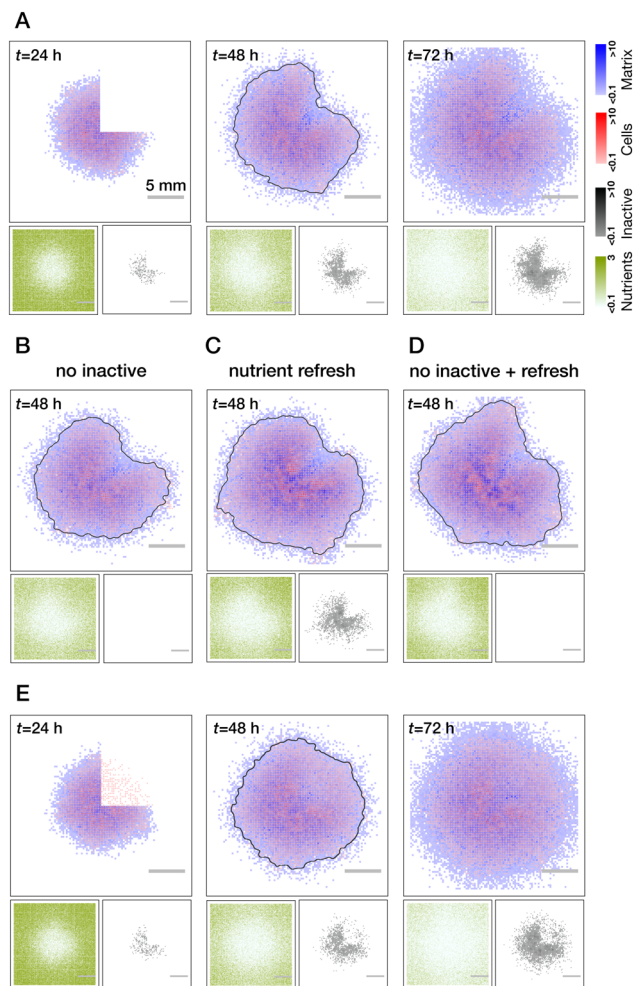 A
t=24 h
t=48 h
t=72 h
5 mm
<0.1 >10 Matrix
<0.1 >10 Cells
<0.1 >10 Inactive
<0.1 3 Nutrients
B
no inactive
C
nutrient refresh
D
no inactive + refresh
t=48 h
t=48 h
t=48 h
E
t=24 h
t=48 h
t=72 h